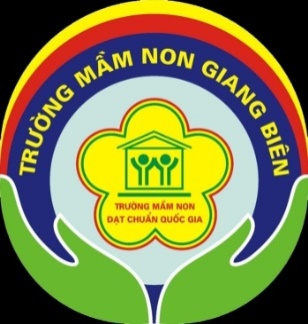 TRƯỜNG MẦM NON GIANG BIÊN
TRƯỜNG MẦM NON
ĐẠT CHUẨN QUỐC GIA